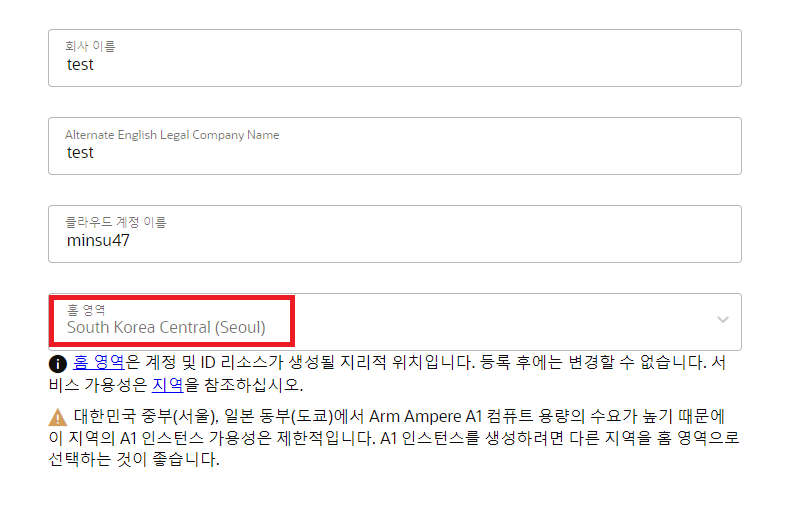 회사 이름
test
Alternate English Legal Company Name
test
클라우드 계정 이름
minsu47
홈 영역
South Korea Central (Seoul)
홈 영역은 계정 및 ID 리소스가 생성될 지리적 위치입니다. 등록 후에는 변경할 수 없습니다. 서
비스 가용성은 지역을 참조하십시오.
대한민국 중부(서울), 일본 동부(도쿄)에서 Arm Ampere A1 컴퓨트 용량의 수요가 높기 때문에
이 지역의 A1 인스턴스 가용성은 제한적입니다. A1 인스턴스를 생성하려면 다른 지역을 홈 영역으로
선택하는 것이 좋습니다.